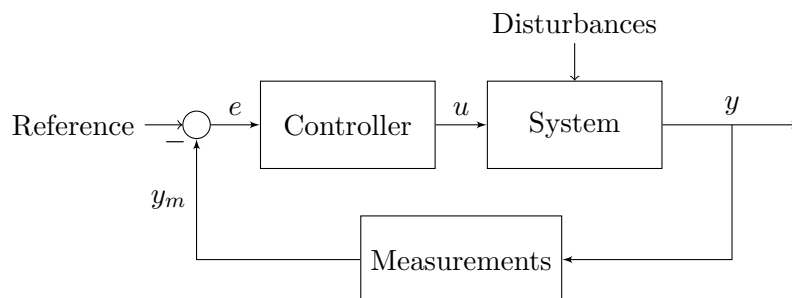 Disturbances
Reference
−
e
Controller
u
System
y
y_m
Measurements